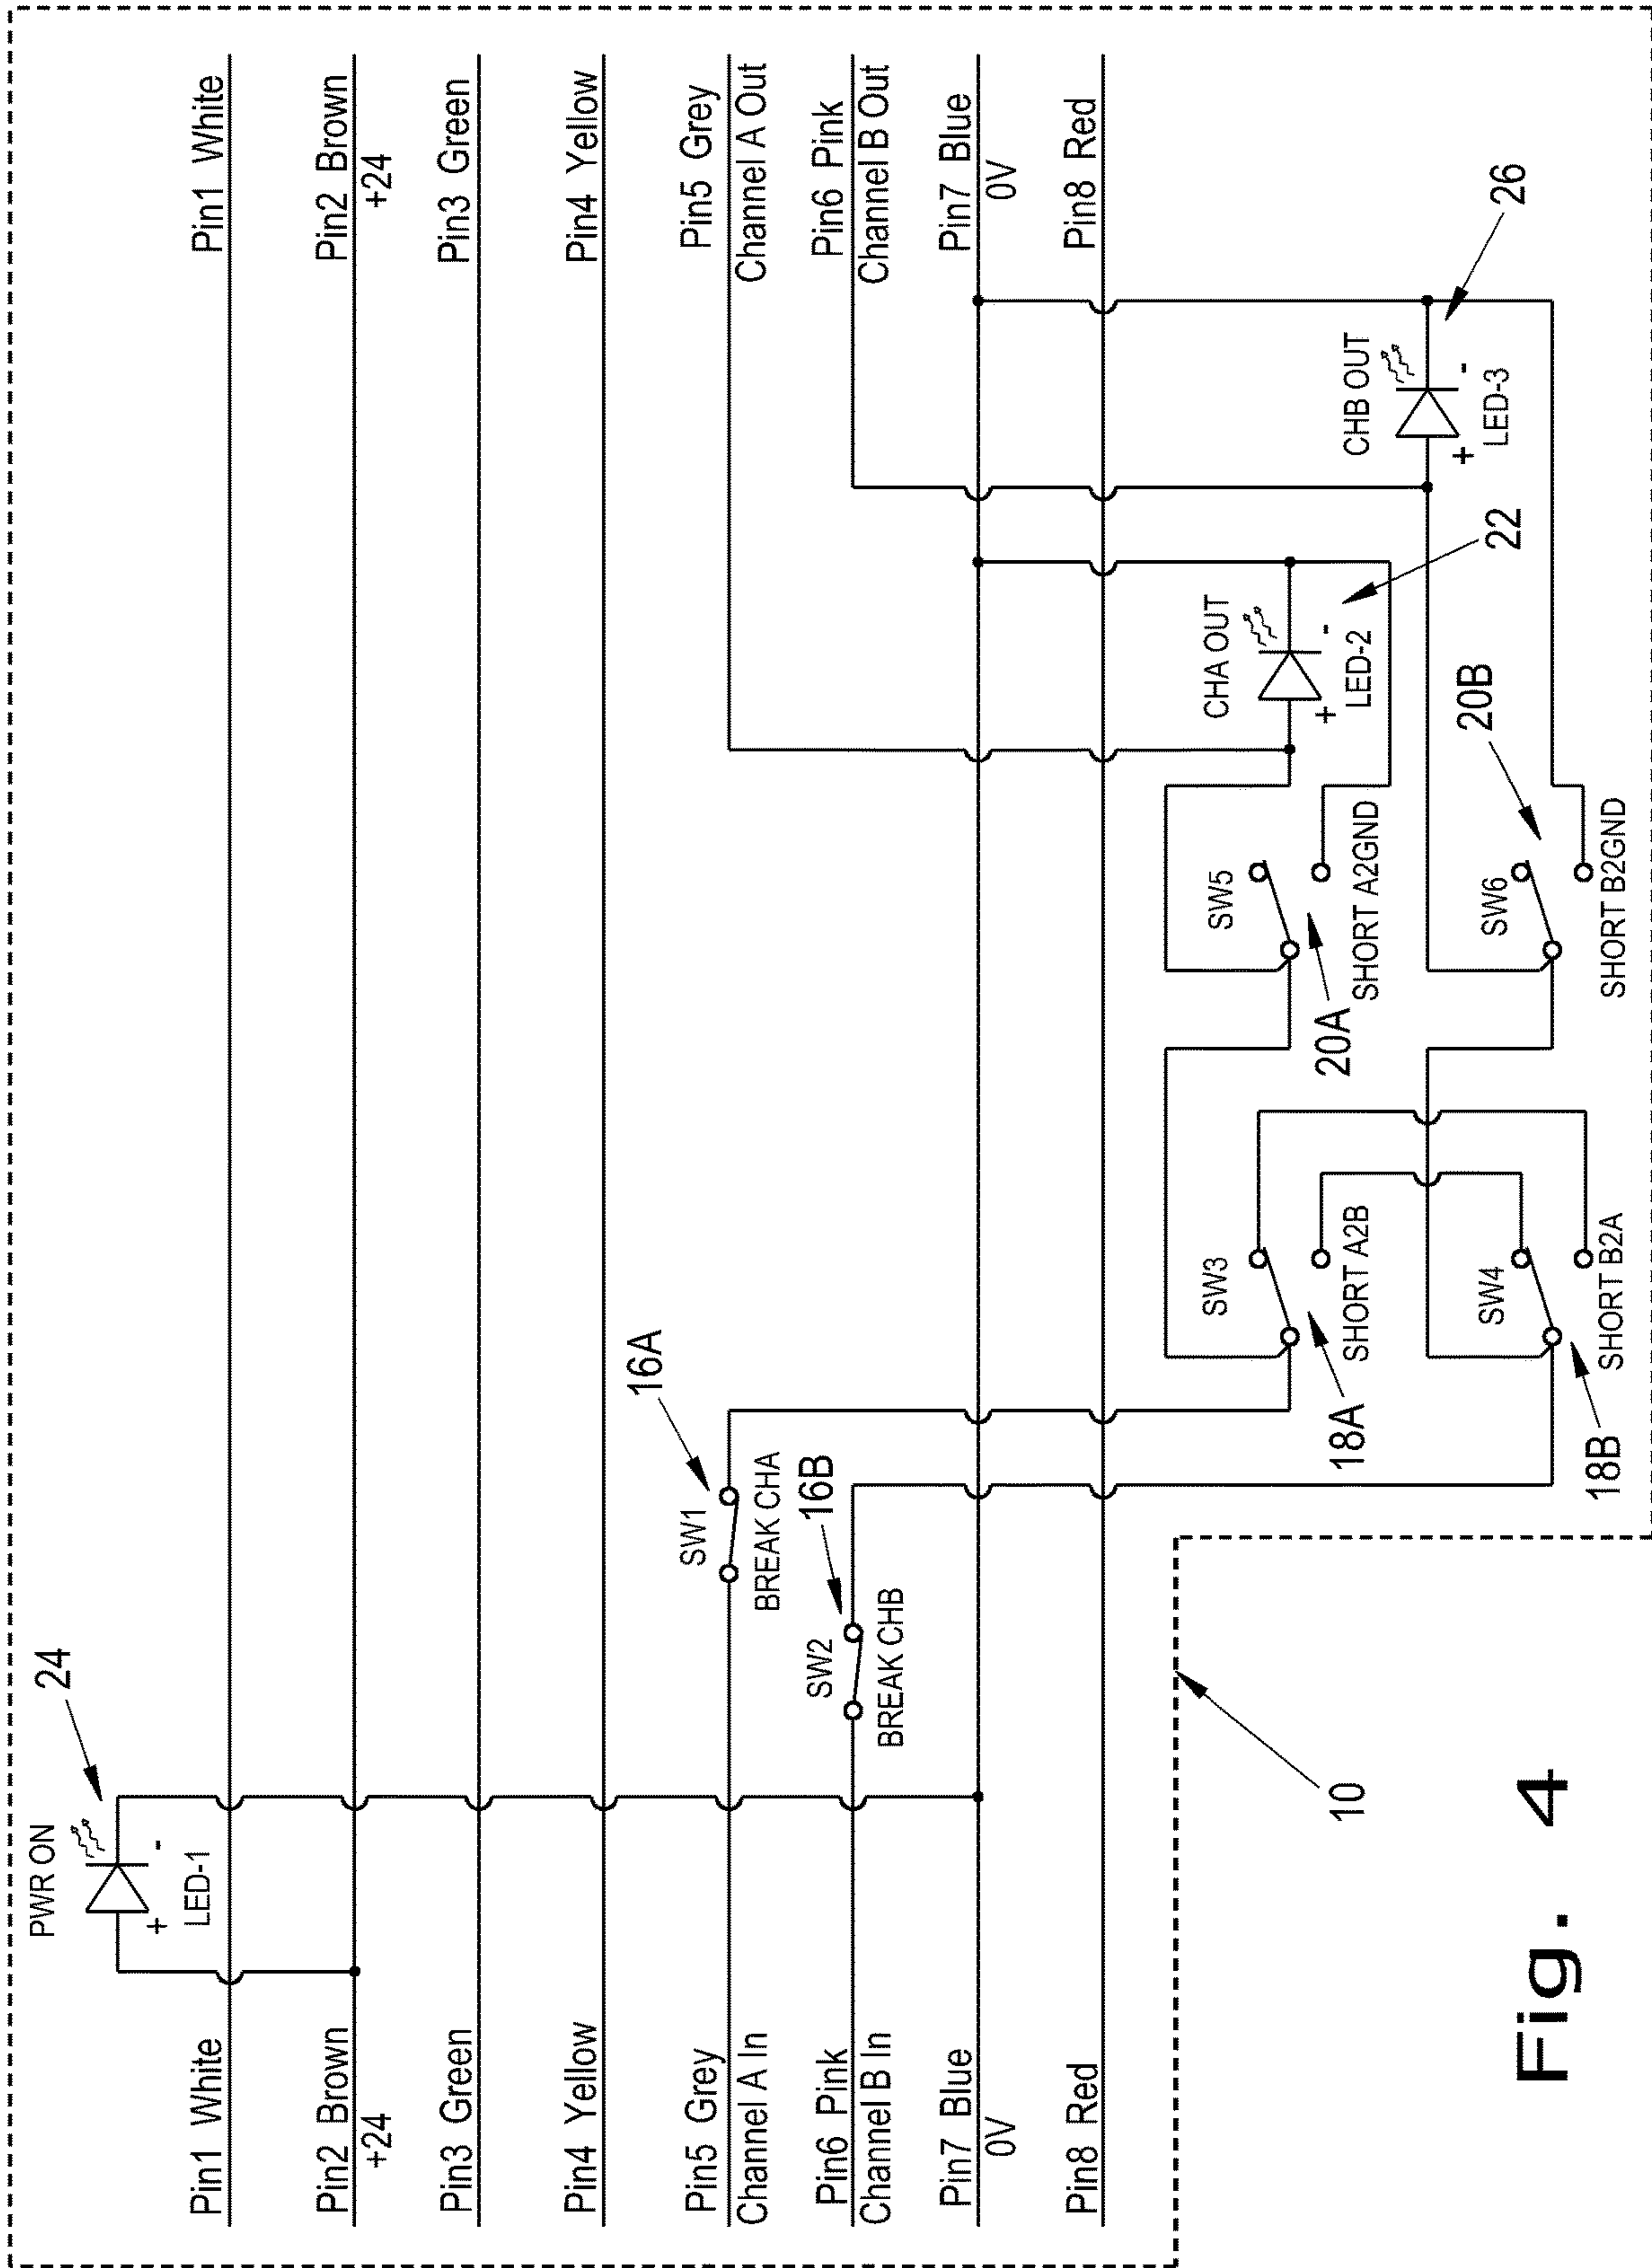 PWR ON
24
+
-
LED-1
Pin1 White
Pin1 White
Pin2 Brown
+24
Pin2 Brown
+24
Pin3 Green
Pin3 Green
Pin4 Yellow
Pin4 Yellow
16A
Pin5 Grey
Channel A In
SW1
BREAK CHA
Pin5 Grey
Channel A Out
16B
Pin6 Pink
Channel B In
SW2
BREAK CHB
Pin6 Pink
Channel B Out
Pin7 Blue
0V
Pin7 Blue
0V
Pin8 Red
Pin8 Red
SW3
SHORT A2B
18A
SW5
SHORT A2GND
20A
CHA OUT
+
-
LED-2
22
SW4
SHORT B2A
18B
SW6
SHORT B2GND
20B
CHB OUT
+
-
LED-3
26
10
Fig. 4